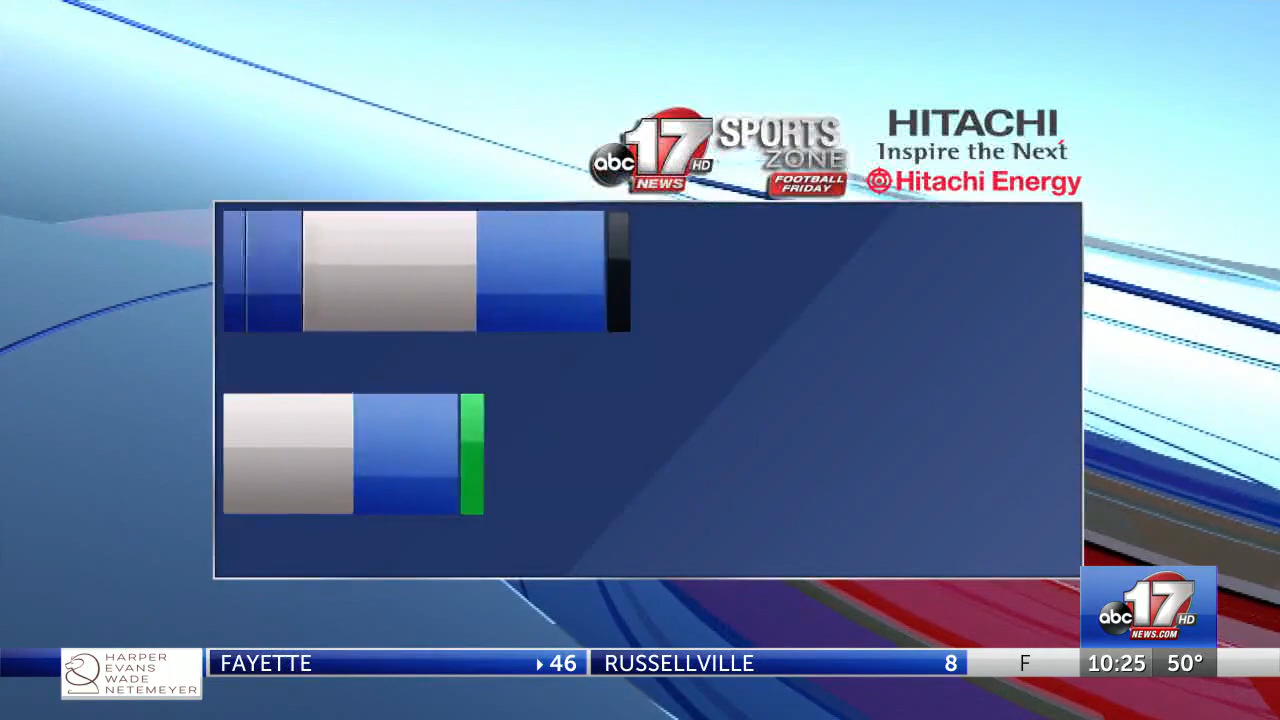 abc 17 HD NEWS
SPORTS ZONE
FOOTBALL FRIDAY
HITACHI
Inspire the Next
Hitachi Energy
abc 17 HD
NEWS.COM
HARPER
EVANS
WADE
NETEMEYER
FAYETTE 46 RUSSELLVILLE 8 F 10:25 50°